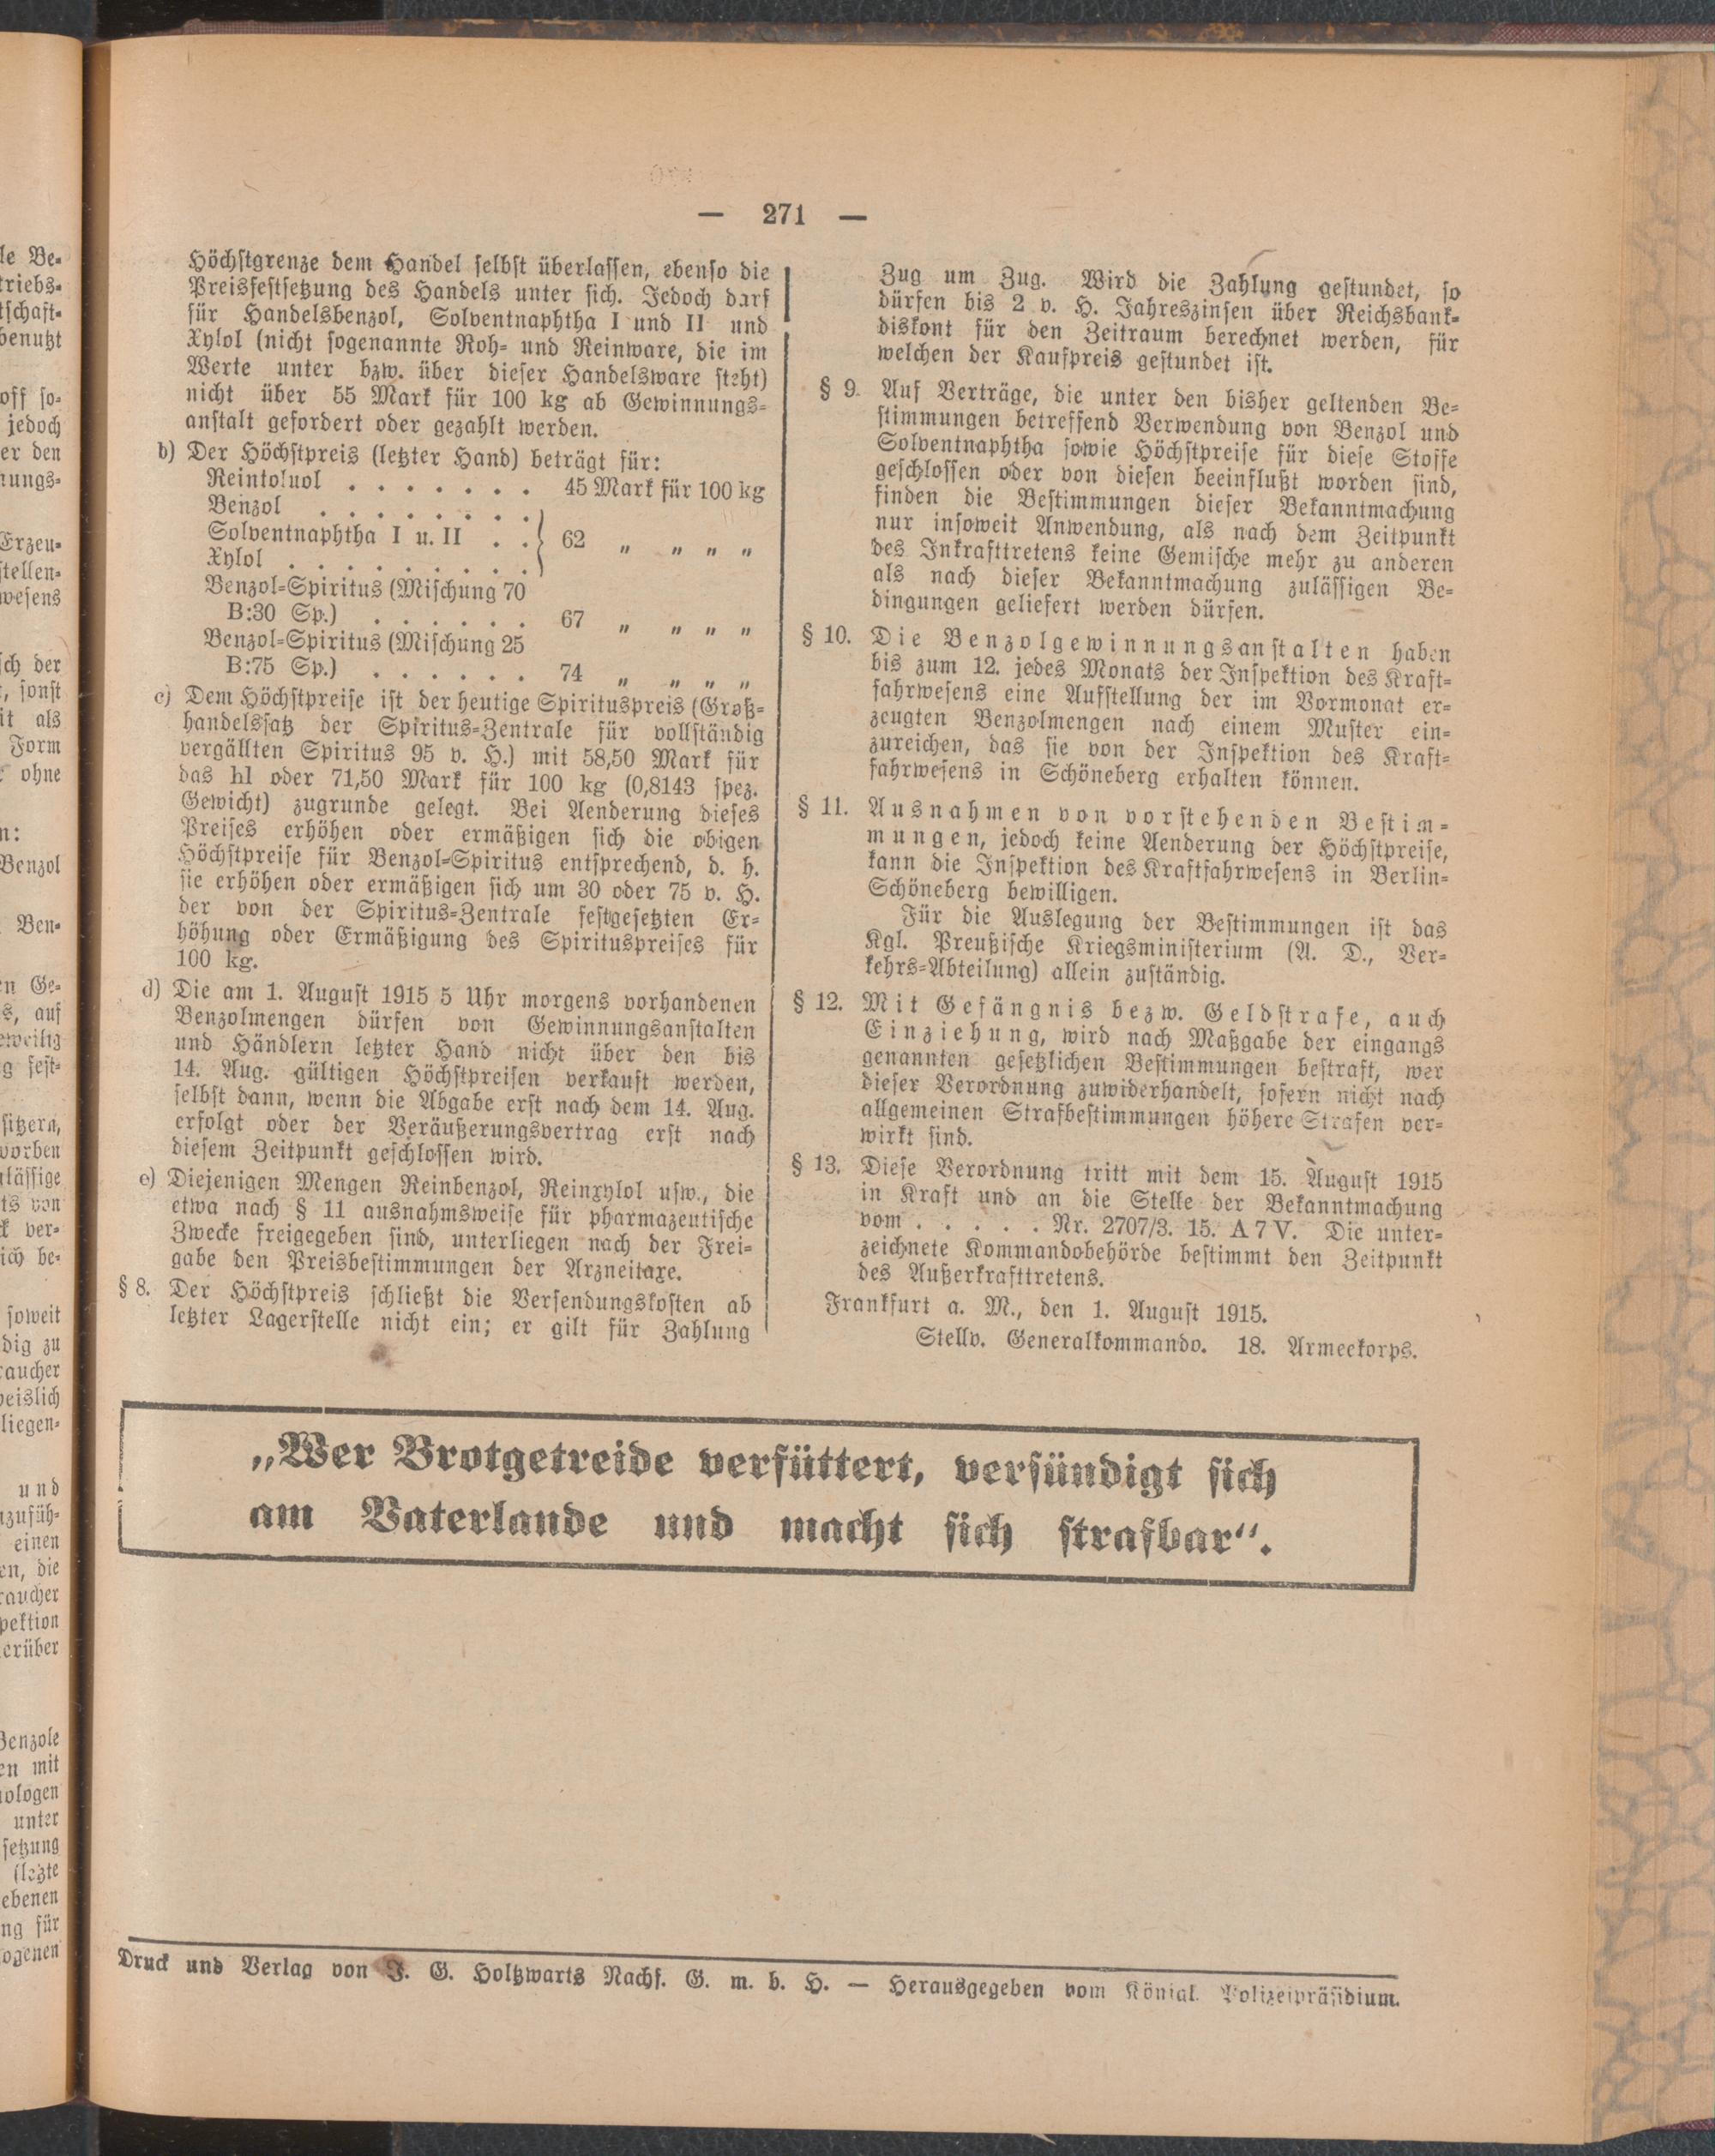 — 271 —
Höchstgrenze dem Handel selbst überlassen, ebenso die
Preisfestsetzung des Handels unter sich. Jedoch darf
für Handelsbenzol, Solventnaphtha I und II und
Xylol (nicht sogenannte Roh- und Reinware, die im
Werte unter bzw. über dieser Handelsware steht)
nicht über 55 Mark für 100 kg ab Gewinnungs-
anstalt gefordert oder gezahlt werden.
b) Der Höchstpreis (letzter Hand) beträgt für:
Reintoluol . . . . . . . 45 Mark für 100 kg
Benzol . . . . . . . .
Solventnaphtha I u. II . . } 62 „ „ „ „
Xylol . . . . . . . . .
Benzol-Spiritus (Mischung 70
B:30 Sp.) . . . . . . 67 „ „ „ „
Benzol-Spiritus (Mischung 25
B:75 Sp.) . . . . . . 74 „ „ „ „
c) Dem Höchstpreise ist der heutige Spirituspreis (Groß-
handelssatz der Spiritus-Zentrale für vollständig
vergällten Spiritus 95 v. H.) mit 58,50 Mark für
das hl oder 71,50 Mark für 100 kg (0,8143 spez.
Gewicht) zugrunde gelegt. Bei Aenderung dieses
Preises erhöhen oder ermäßigen sich die obigen
Höchstpreise für Benzol-Spiritus entsprechend, d. h.
sie erhöhen oder ermäßigen sich um 30 oder 75 v. H.
der von der Spiritus-Zentrale festgesetzten Er-
höhung oder Ermäßigung des Spirituspreises für
100 kg.
d) Die am 1. August 1915 5 Uhr morgens vorhandenen
Benzolmengen dürfen von Gewinnungsanstalten
und Händlern letzter Hand nicht über den bis
14. Aug. gültigen Höchstpreisen verkauft werden,
selbst dann, wenn die Abgabe erst nach dem 14. Aug.
erfolgt oder der Veräußerungsvertrag erst nach
diesem Zeitpunkt geschlossen wird.
e) Diejenigen Mengen Reinbenzol, Reinxylol usw., die
etwa nach § 11 ausnahmsweise für pharmazeutische
Zwecke freigegeben sind, unterliegen nach der Frei-
gabe den Preisbestimmungen der Arzneitaxe.
§ 8. Der Höchstpreis schließt die Versendungskosten ab
letzter Lagerstelle nicht ein; er gilt für Zahlung
Zug um Zug. Wird die Zahlung gestundet, so
dürfen bis 2 v. H. Jahreszinsen über Reichsbank-
diskont für den Zeitraum berechnet werden, für
welchen der Kaufpreis gestundet ist.
§ 9. Auf Verträge, die unter den bisher geltenden Be-
stimmungen betreffend Verwendung von Benzol und
Solventnaphtha sowie Höchstpreise für diese Stoffe
geschlossen oder von diesen beeinflußt worden sind,
finden die Bestimmungen dieser Bekanntmachung
nur insoweit Anwendung, als nach dem Zeitpunkt
des Inkrafttretens keine Gemische mehr zu anderen
als nach dieser Bekanntmachung zulässigen Be-
dingungen geliefert werden dürfen.
§ 10. Die Benzolgewinnungsanstalten haben
bis zum 12. jedes Monats der Inspektion des Kraft-
fahrwesens eine Aufstellung der im Vormonat er-
zeugten Benzolmengen nach einem Muster ein-
zureichen, das sie von der Inspektion des Kraft-
fahrwesens in Schöneberg erhalten können.
§ 11. Ausnahmen von vorstehenden Bestim-
mungen, jedoch keine Aenderung der Höchstpreise,
kann die Inspektion des Kraftfahrwesens in Berlin-
Schöneberg bewilligen.
Für die Auslegung der Bestimmungen ist das
Kgl. Preußische Kriegsministerium (A. D., Ver-
kehrs-Abteilung) allein zuständig.
§ 12. Mit Gefängnis bezw. Geldstrafe, auch
Einziehung, wird nach Maßgabe der eingangs
genannten gesetzlichen Bestimmungen bestraft, wer
dieser Verordnung zuwiderhandelt, sofern nicht nach
allgemeinen Strafbestimmungen höhere Strafen ver-
wirkt sind.
§ 13. Diese Verordnung tritt mit dem 15. August 1915
in Kraft und an die Stelle der Bekanntmachung
vom . . . . . Nr. 2707/3. 15. A 7 V. Die unter-
zeichnete Kommandobehörde bestimmt den Zeitpunkt
des Außerkrafttretens.
Frankfurt a. M., den 1. August 1915.
Stellv. Generalkommando. 18. Armeekorps.
„Wer Brotgetreide verfüttert, versündigt sich
am Vaterlande und macht sich strafbar“.
Druck und Verlag von J. G. Holtzwarts Nachf. G. m. b. H. — Herausgegeben vom Königl. Polizeipräsidium.